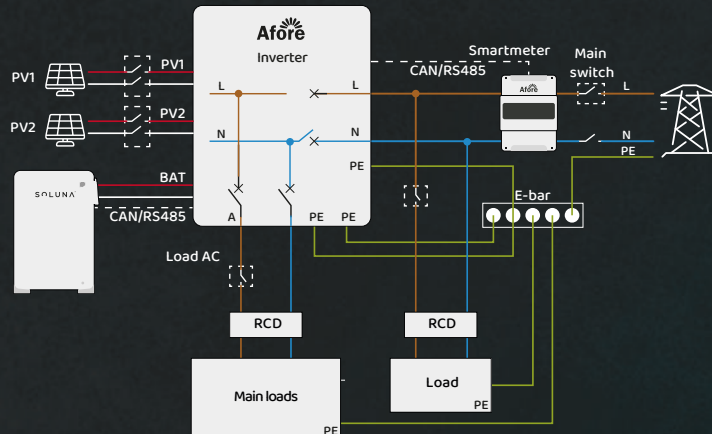 Afore
Inverter
Smartmeter
CAN/RS485
Main
switch
PV1
PV1
L
L
L
Afore
PV2
PV2
N
N
N
PE
PE
BAT
SOLUNA
CAN/RS485
A
PE
PE
E-bar
Load AC
RCD
RCD
Main loads
Load
PE
PE